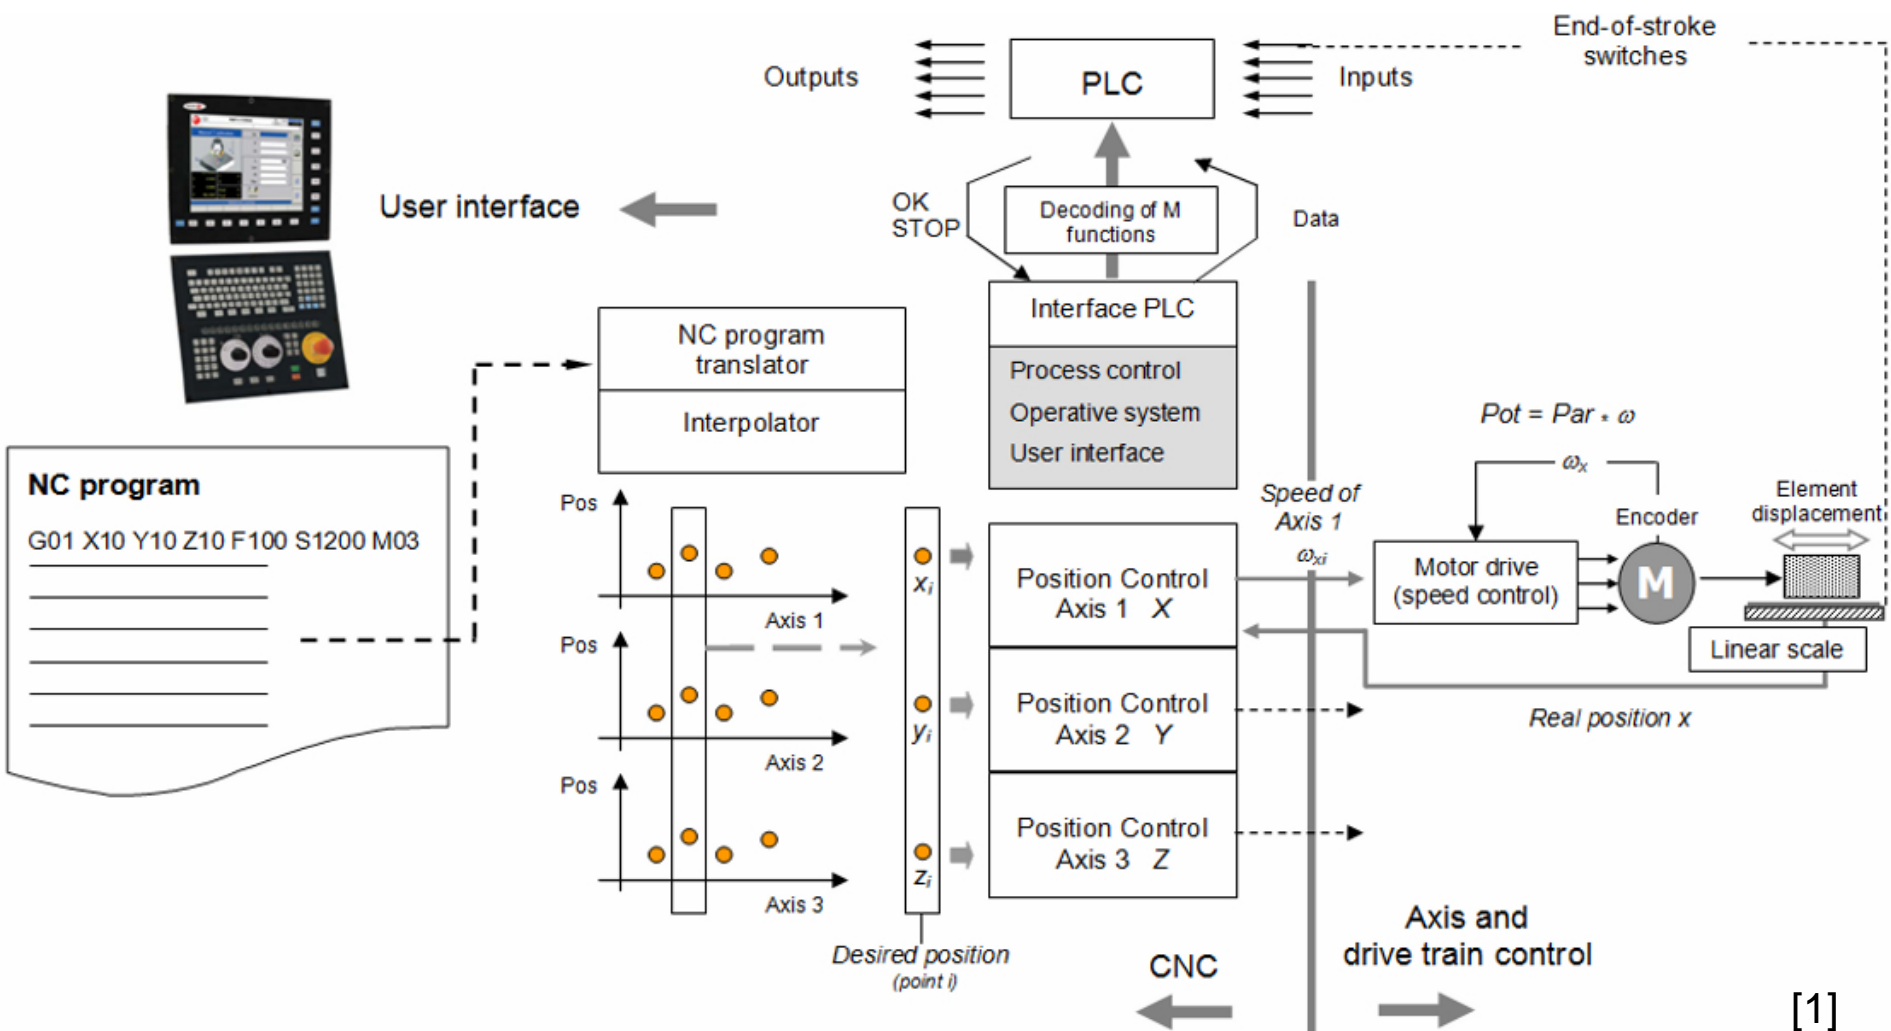 End-of-stroke
switches
Outputs
PLC
Inputs
User interface
OK
STOP
Decoding of M
functions
Data
Interface PLC
NC program
translator
Interpolator
Process control
Operative system
User interface
Pot = Par * ω
ωx
NC program
G01 X10 Y10 Z10 F100 S1200 M03
Pos
Axis 1
Pos
Axis 2
Pos
Axis 3
xi
yi
zi
Desired position
(point i)
Position Control
Axis 1 X
Position Control
Axis 2 Y
Position Control
Axis 3 Z
Speed of
Axis 1
ωxi
Encoder
Element
displacement
Motor drive
(speed control)
M
Linear scale
Real position x
CNC
Axis and
drive train control
[1]